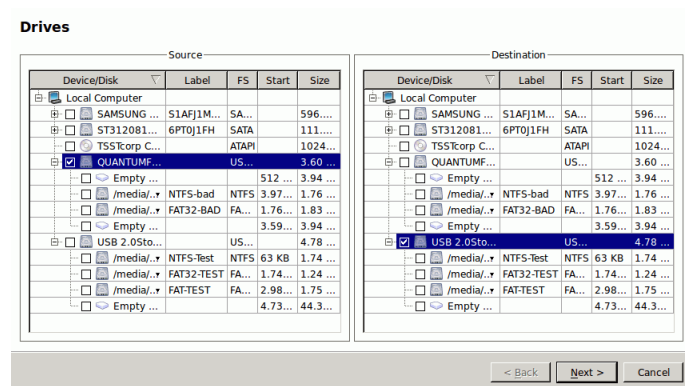 Drives
Source
Device/Disk Label FS Start Size
Local Computer
SAMSUNG ... S1AFJ1M... SA... 596....
ST312081... 6PT0J1FH SATA 111....
TSSTcorp C... ATAPI 1024...
QUANTUMF... US... 3.60 ...
Empty ... 512 ... 3.94 ...
/media/... NTFS-bad NTFS 3.97... 1.76 ...
/media/... FAT32-BAD FA... 1.76... 1.83 ...
Empty ... 3.59... 3.94 ...
USB 2.0Sto... US... 4.78 ...
/media/... NTFS-Test NTFS 63 KB 1.74 ...
/media/... FAT32-TEST FA... 1.74... 1.24 ...
/media/... FAT-TEST FA... 2.98... 1.75 ...
Empty ... 4.73... 44.3...
Destination
Device/Disk Label FS Start Size
Local Computer
SAMSUNG ... S1AFJ1M... SA... 596....
ST312081... 6PT0J1FH SATA 111....
TSSTcorp C... ATAPI 1024...
QUANTUMF... US... 3.60 ...
Empty ... 512 ... 3.94 ...
/media/... NTFS-bad NTFS 3.97... 1.76 ...
/media/... FAT32-BAD FA... 1.76... 1.83 ...
Empty ... 3.59... 3.94 ...
USB 2.0Sto... US... 4.78 ...
/media/... NTFS-Test NTFS 63 KB 1.74 ...
/media/... FAT32-TEST FA... 1.74... 1.24 ...
/media/... FAT-TEST FA... 2.98... 1.75 ...
Empty ... 4.73... 44.3...
< Back Next > Cancel